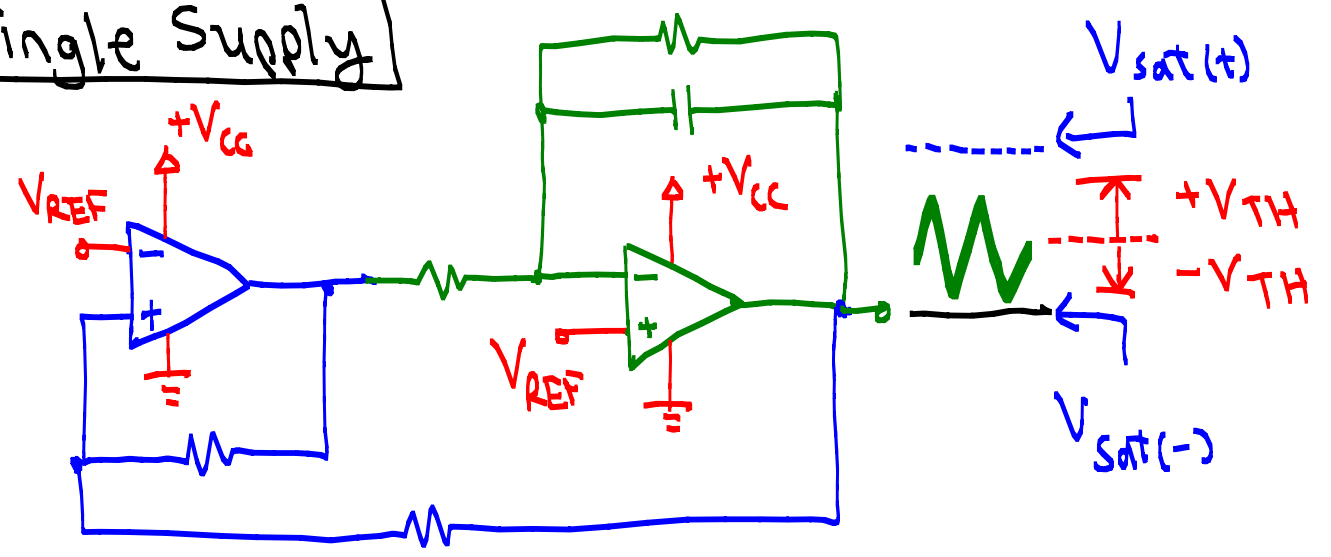 ingle Supply
+VCC
VREF
-
+
+VCC
-
+
VREF
Vsat(+)
+VTH
-VTH
Vsat(-)